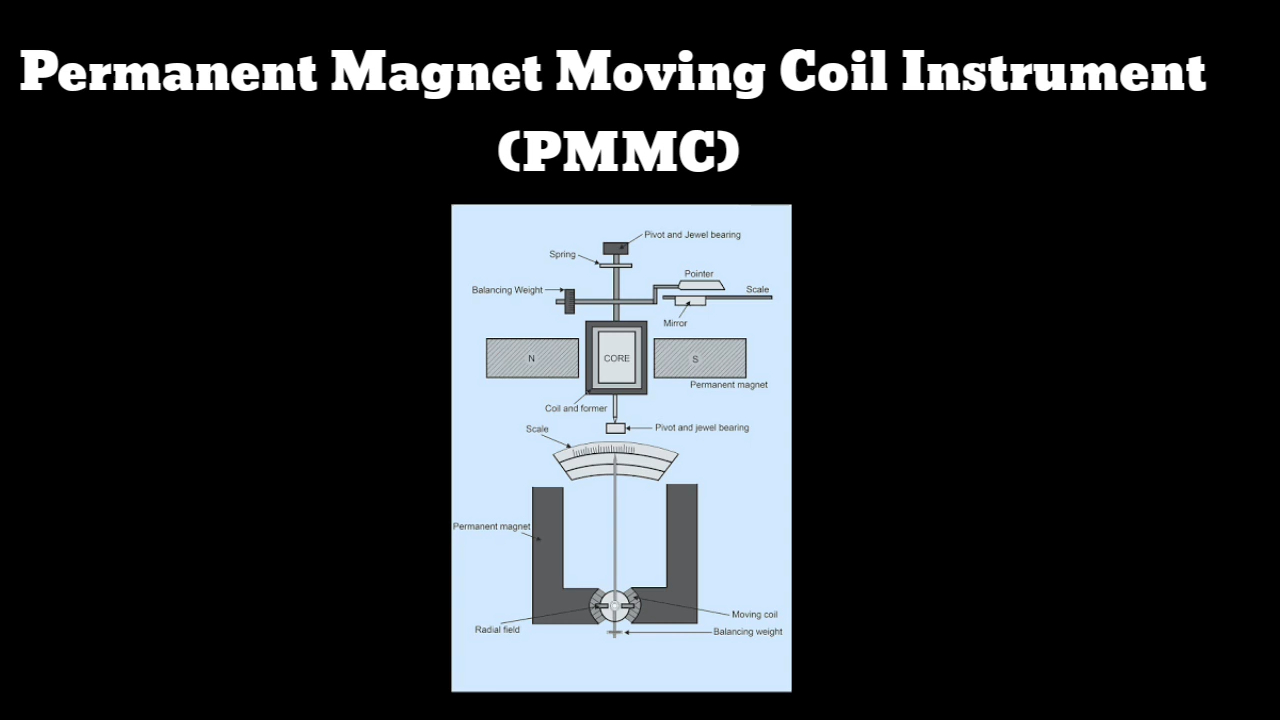 Permanent Magnet Moving Coil Instrument
(PMMC)
Pivot and Jewel bearing
Spring
Pointer
Balancing Weight
Scale
Mirror
N
CORE
S
Permanent magnet
Coil and former
Pivot and jewel bearing
Scale
Permanent magnet
Moving coil
Radial field
Balancing weight